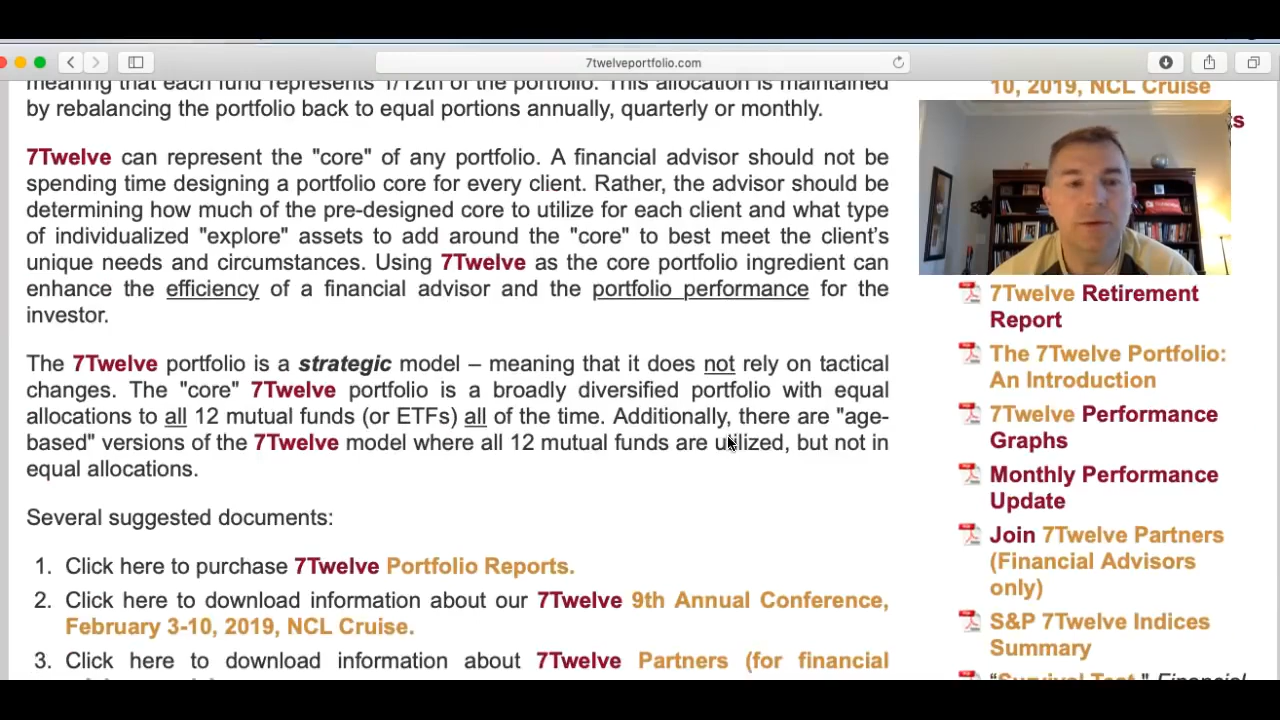 7twelveportfolio.com
meaning that each fund represents 1/12th of the portfolio. This allocation is maintained
by rebalancing the portfolio back to equal portions annually, quarterly or monthly.
7Twelve can represent the "core" of any portfolio. A financial advisor should not be
spending time designing a portfolio core for every client. Rather, the advisor should be
determining how much of the pre-designed core to utilize for each client and what type
of individualized "explore" assets to add around the "core" to best meet the client's
unique needs and circumstances. Using 7Twelve as the core portfolio ingredient can
enhance the efficiency of a financial advisor and the portfolio performance for the
investor.
The 7Twelve portfolio is a strategic model – meaning that it does not rely on tactical
changes. The "core" 7Twelve portfolio is a broadly diversified portfolio with equal
allocations to all 12 mutual funds (or ETFs) all of the time. Additionally, there are "age-
based" versions of the 7Twelve model where all 12 mutual funds are utilized, but not in
equal allocations.
Several suggested documents:
1. Click here to purchase 7Twelve Portfolio Reports.
2. Click here to download information about our 7Twelve 9th Annual Conference,
February 3-10, 2019, NCL Cruise.
3. Click here to download information about 7Twelve Partners (for financial
10, 2019, NCL Cruise
7Twelve Retirement
Report
The 7Twelve Portfolio:
An Introduction
7Twelve Performance
Graphs
Monthly Performance
Update
Join 7Twelve Partners
(Financial Advisors
only)
S&P 7Twelve Indices
Summary
"Survival Test," Financial